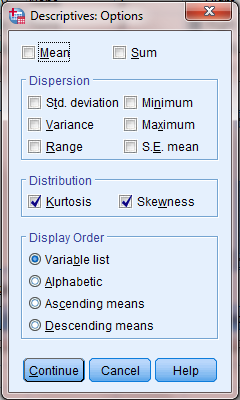 Descriptives: Options
Mean Sum
Dispersion
Std. deviation Minimum
Variance Maximum
Range S.E. mean
Distribution
Kurtosis Skewness
Display Order
Variable list
Alphabetic
Ascending means
Descending means
Continue Cancel Help